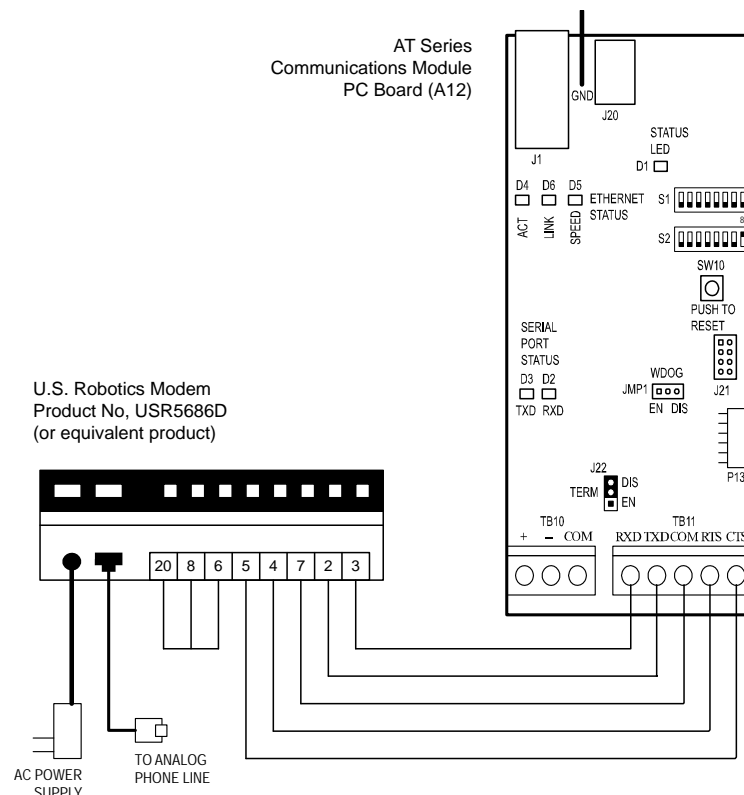 AT Series
Communications Module
PC Board (A12)
GND
J20
J1
STATUS
LED
D1
D4 D6 D5
ETHERNET
STATUS
ACT
LINK
SPEED
S1
8
S2
SW10
PUSH TO
RESET
SERIAL
PORT
STATUS
D3 D2
TXD RXD
WDOG
JMP1
EN DIS
J21
U.S. Robotics Modem
Product No, USR5686D
(or equivalent product)
P13
J22
TERM
DIS
EN
TB10
+ – COM
TB11
RXD TXD COM RTS CTS
20 8 6 5 4 7 2 3
TO ANALOG
PHONE LINE
AC POWER
SUPPLY